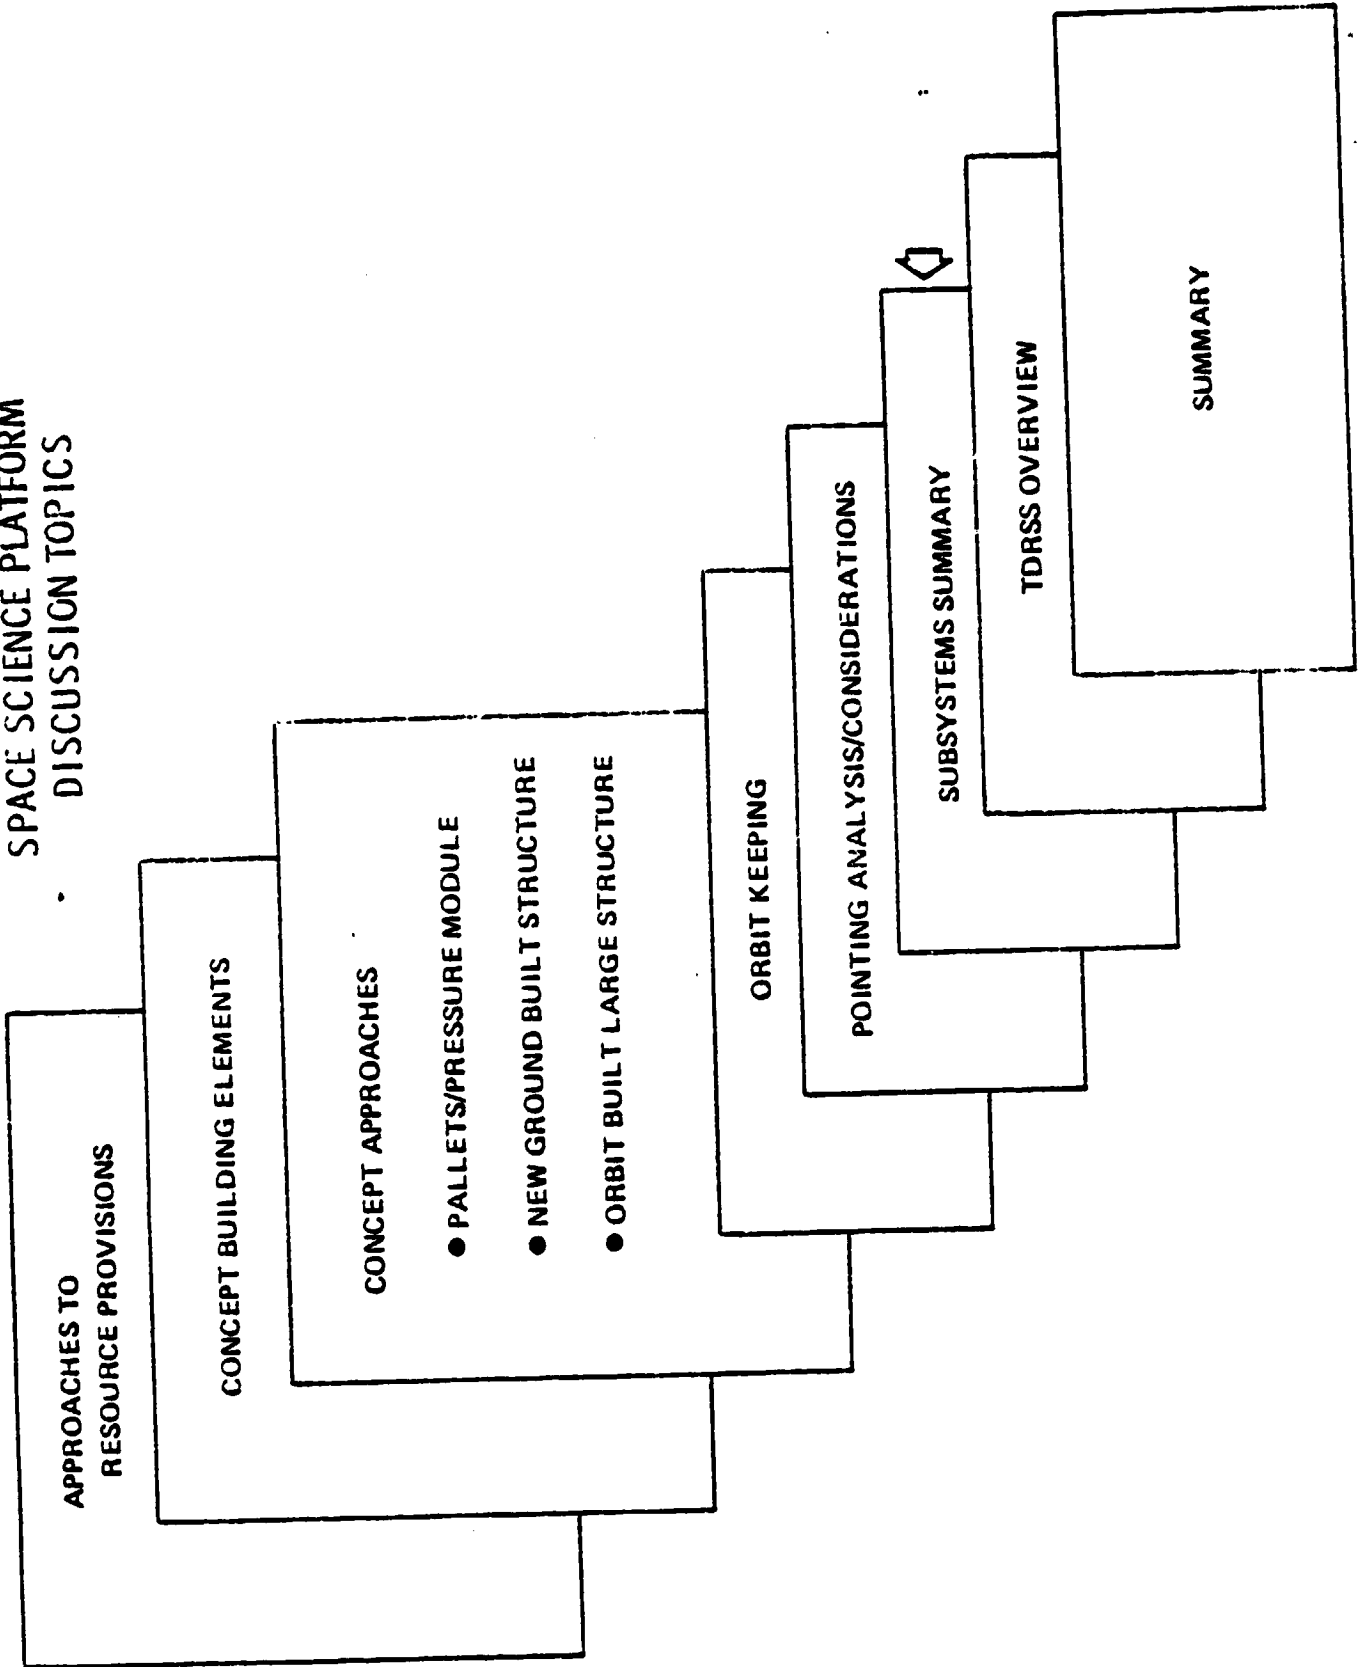 SPACE SCIENCE PLATFORM
DISCUSSION TOPICS
APPROACHES TO
RESOURCE PROVISIONS
CONCEPT BUILDING ELEMENTS
CONCEPT APPROACHES
● PALLETS/PRESSURE MODULE
● NEW GROUND BUILT STRUCTURE
● ORBIT BUILT LARGE STRUCTURE
ORBIT KEEPING
POINTING ANALYSIS/CONSIDERATIONS
SUBSYSTEMS SUMMARY
TDRSS OVERVIEW
SUMMARY